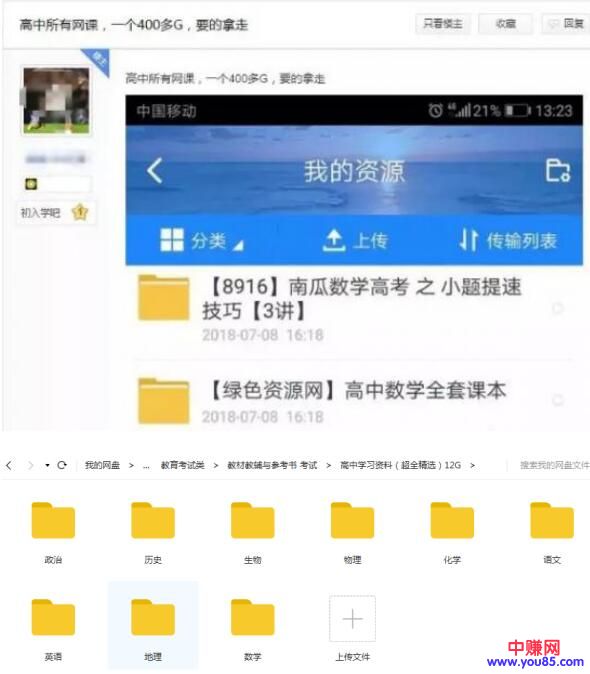 高中所有网课，一个400多G，要的拿走
只看楼主
收藏
回复
楼主
初入学吧
1
高中所有网课，一个400多G，要的拿走
中国移动
21%
13:23
我的资源
分类
上传
传输列表
【8916】南瓜数学高考 之 小题提速
技巧【3讲】
2018-07-08 16:18
【绿色资源网】高中数学全套课本
2018-07-08 16:18
我的网盘 > ... 教育考试类 > 教材教辅与参考书 考试 > 高中学习资料（超全精选）12G >
搜索我的网盘文件
政治
历史
生物
物理
化学
语文
英语
地理
数学
上传文件
中赚网
www.you85.com